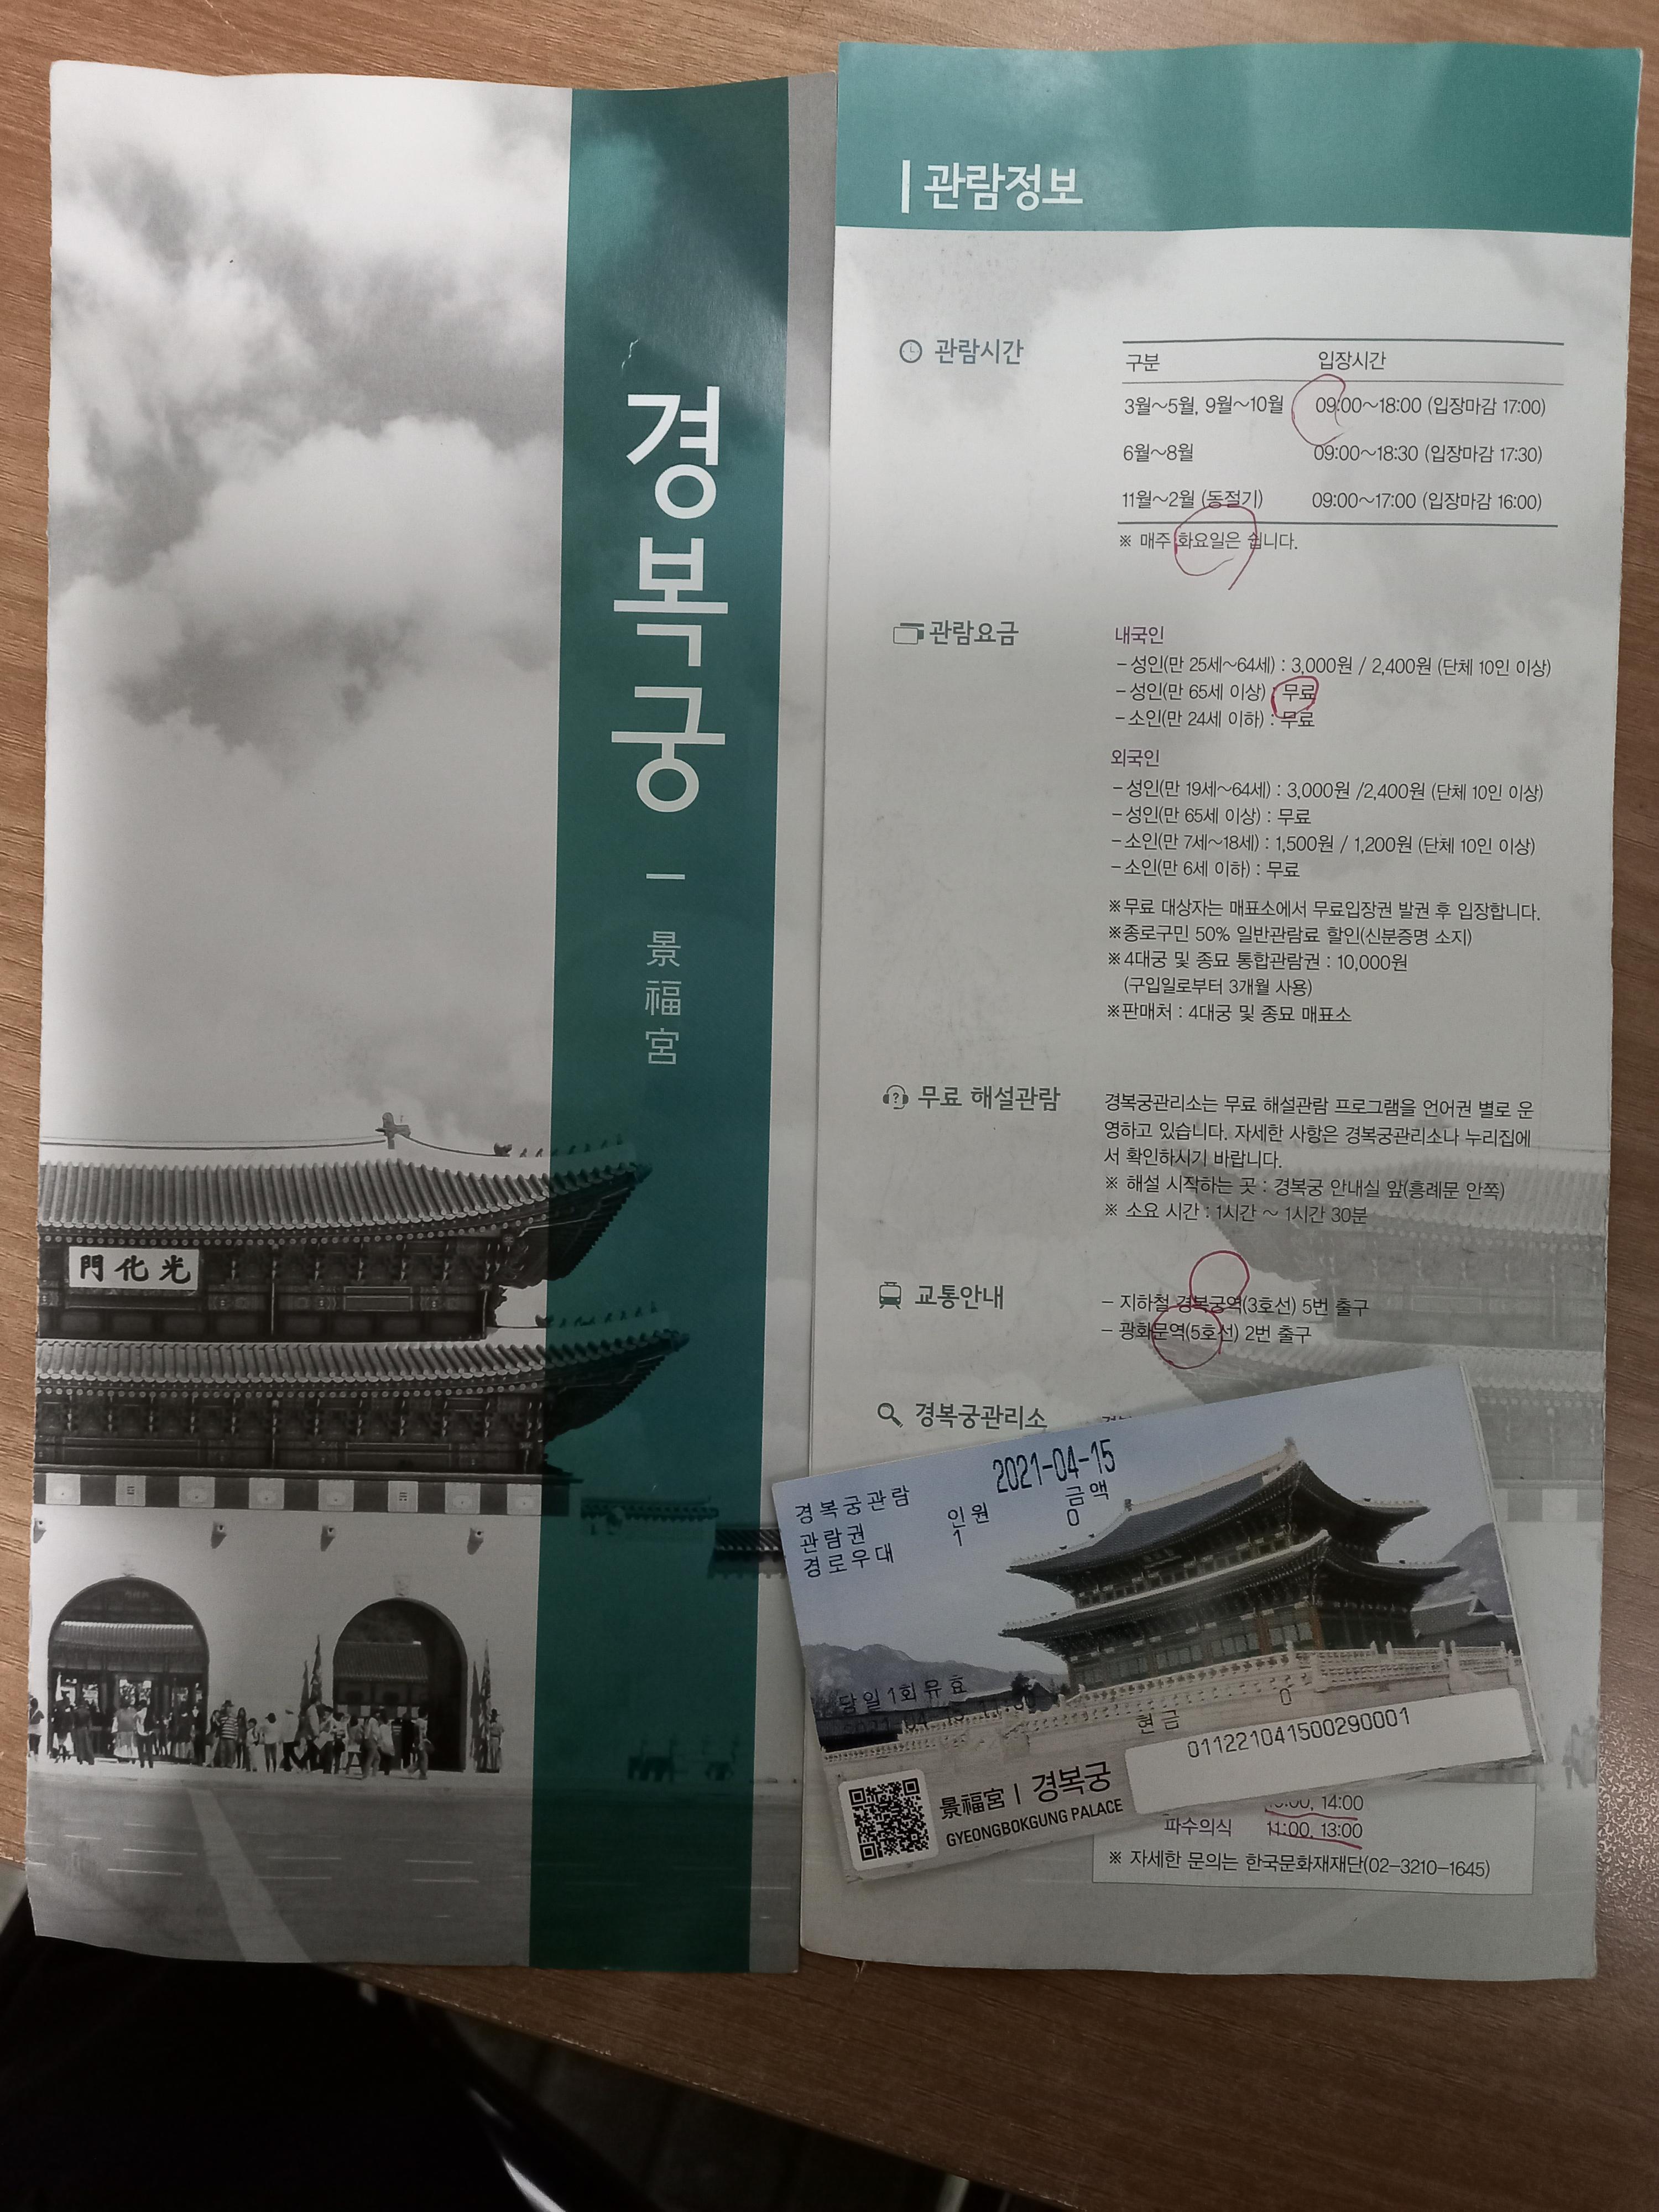 경복궁
景福宮
門化光
관람정보
관람시간
구분 입장시간
3월~5월, 9월~10월 09:00~18:00 (입장마감 17:00)
6월~8월 09:00~18:30 (입장마감 17:30)
11월~2월 (동절기) 09:00~17:00 (입장마감 16:00)
※ 매주 화요일은 쉽니다.
관람요금
내국인
– 성인(만 25세~64세) : 3,000원 / 2,400원 (단체 10인 이상)
– 성인(만 65세 이상) : 무료
– 소인(만 24세 이하) : 무료
외국인
– 성인(만 19세~64세) : 3,000원 /2,400원 (단체 10인 이상)
– 성인(만 65세 이상) : 무료
– 소인(만 7세~18세) : 1,500원 / 1,200원 (단체 10인 이상)
– 소인(만 6세 이하) : 무료
※무료 대상자는 매표소에서 무료입장권 발권 후 입장합니다.
※종로구민 50% 일반관람료 할인(신분증명 소지)
※4대궁 및 종묘 통합관람권 : 10,000원
(구입일로부터 3개월 사용)
※판매처 : 4대궁 및 종묘 매표소
무료 해설관람
경복궁관리소는 무료 해설관람 프로그램을 언어권 별로 운
영하고 있습니다. 자세한 사항은 경복궁관리소나 누리집에
서 확인하시기 바랍니다.
※ 해설 시작하는 곳 : 경복궁 안내실 앞(흥례문 안쪽)
※ 소요 시간 : 1시간 ~ 1시간 30분
교통안내
– 지하철 경복궁역(3호선) 5번 출구
– 광화문역(5호선) 2번 출구
경복궁관리소
2021-04-15
경복궁관람 인원 금액
관람권 1 0
경로우대
당일1회유효
현금 0
011221041500290001
景福宮 | 경복궁
GYEONGBOKGUNG PALACE
14:00
파수의식 11:00, 13:00
※ 자세한 문의는 한국문화재재단(02–3210–1645)